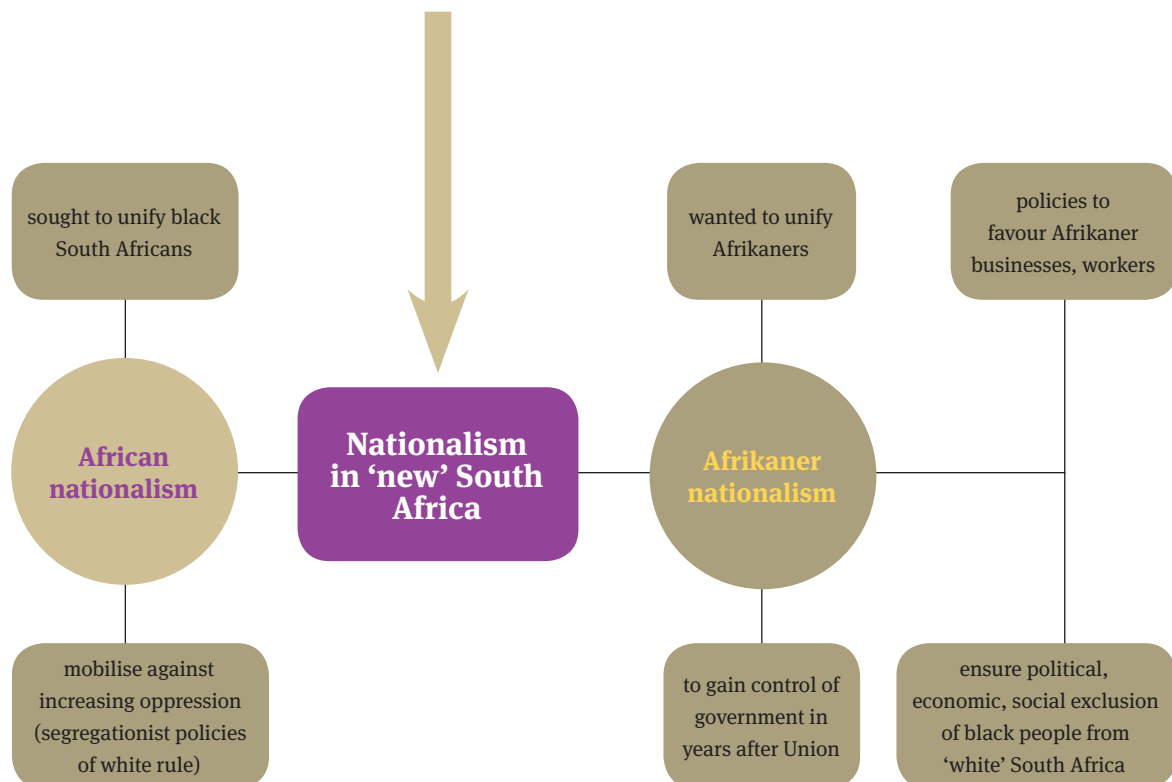 sought to unify black
South Africans
wanted to unify
Afrikaners
policies to
favour Afrikaner
businesses, workers
African
nationalism
Nationalism
in ‘new’ South
Africa
Afrikaner
nationalism
mobilise against
increasing oppression
(segregationist policies
of white rule)
to gain control of
government in
years after Union
ensure political,
economic, social exclusion
of black people from
‘white’ South Africa